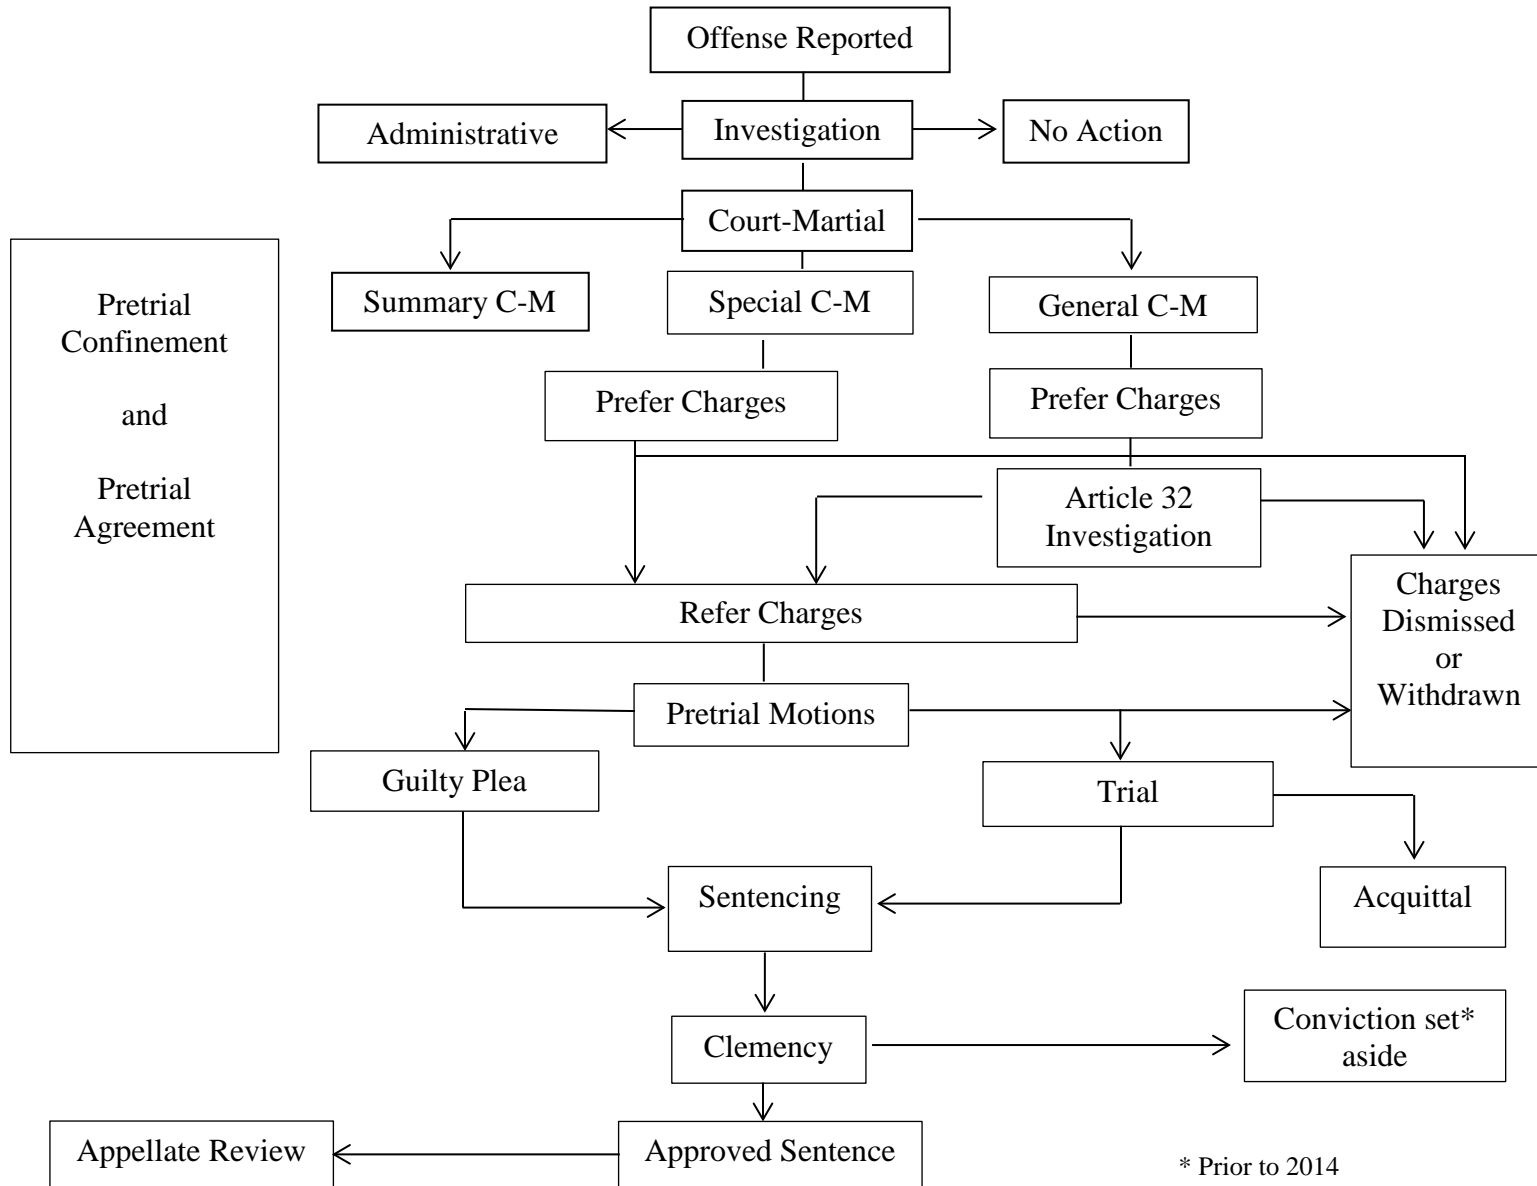 Offense Reported
Administrative
Investigation
No Action
Court-Martial
Summary C-M
Special C-M
General C-M
Pretrial
Confinement
and
Pretrial
Agreement
Prefer Charges
Prefer Charges
Article 32
Investigation
Refer Charges
Charges
Dismissed
or
Withdrawn
Pretrial Motions
Guilty Plea
Trial
Sentencing
Acquittal
Clemency
Conviction set*
aside
Appellate Review
Approved Sentence
* Prior to 2014